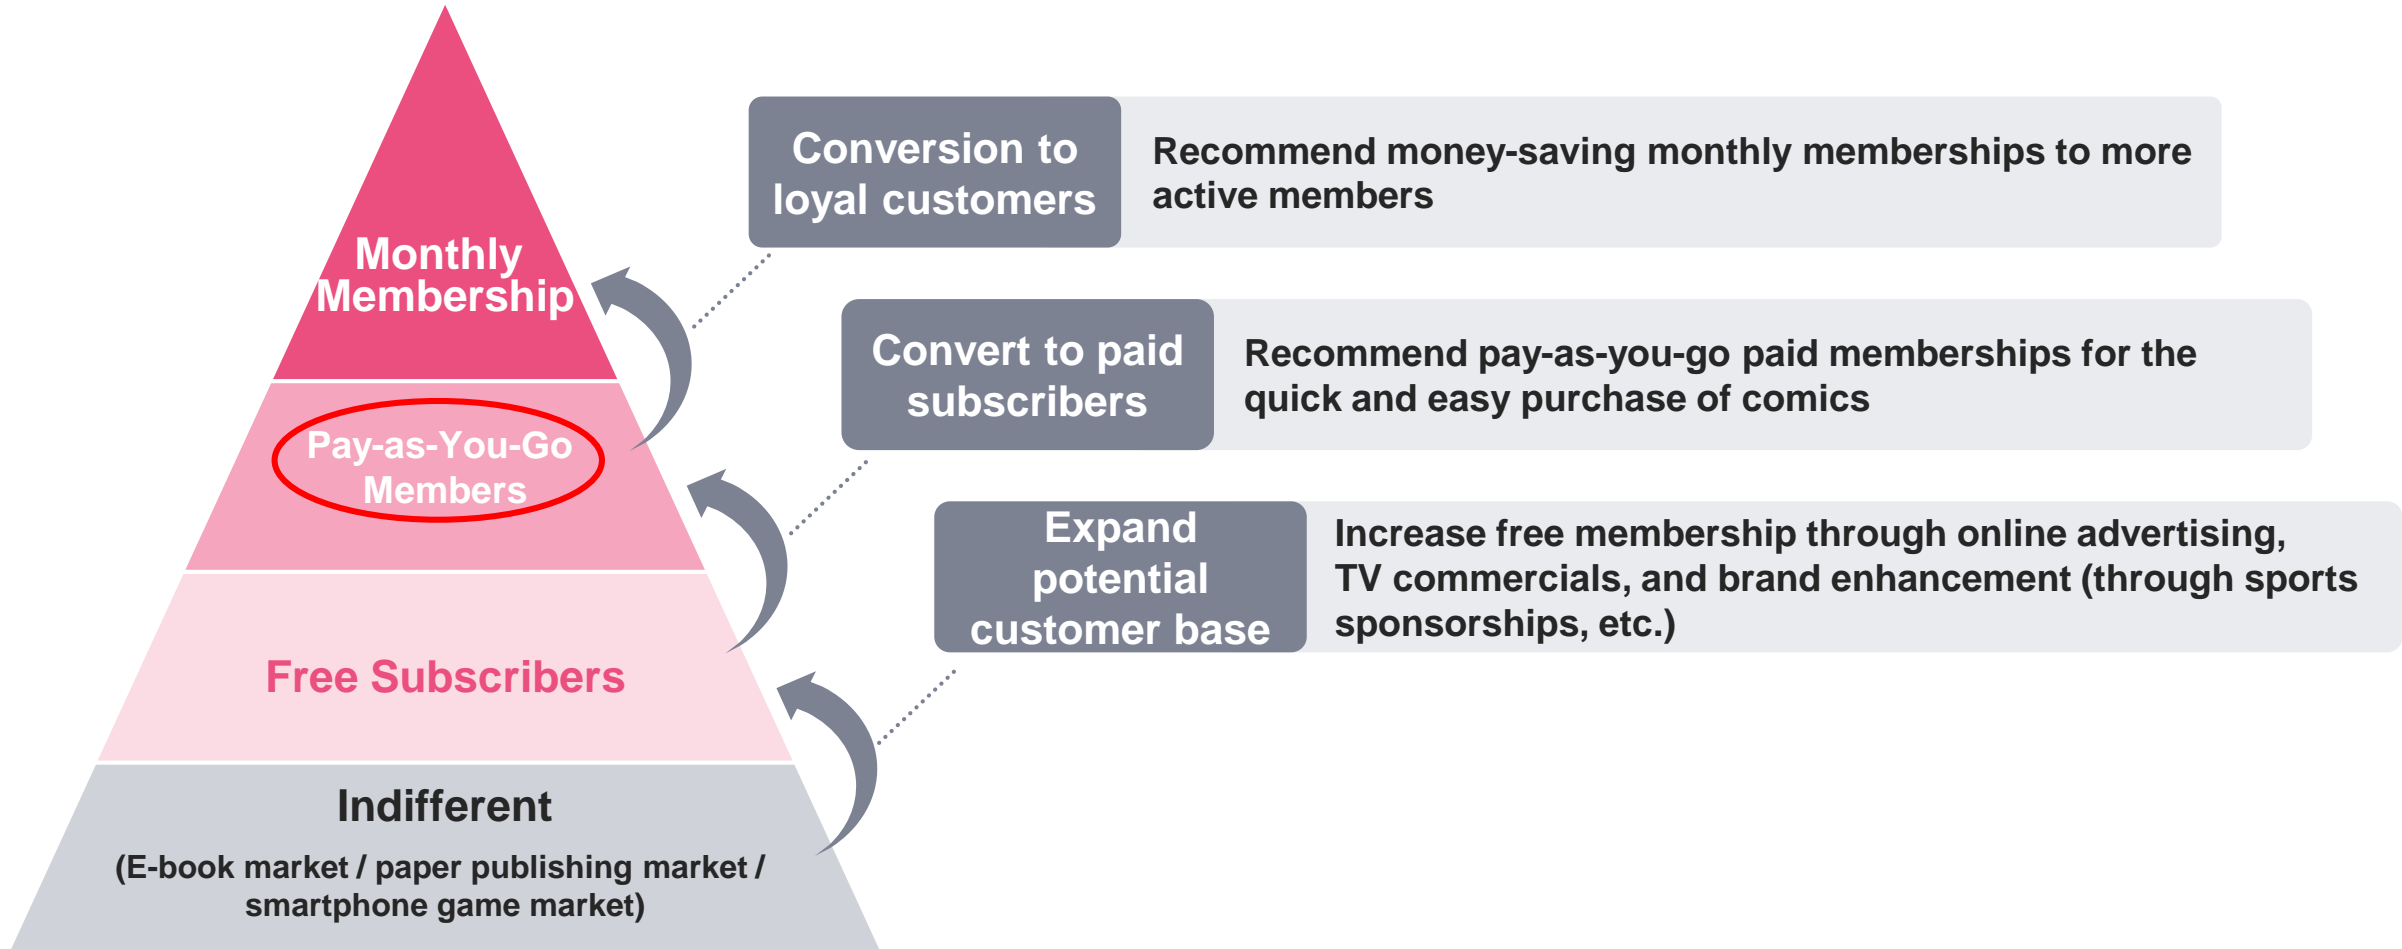 Monthly
Membership
Pay-as-You-Go
Members
Free Subscribers
Indifferent
(E-book market / paper publishing market /
smartphone game market)
Conversion to
loyal customers
Recommend money-saving monthly memberships to more
active members
Convert to paid
subscribers
Recommend pay-as-you-go paid memberships for the
quick and easy purchase of comics
Expand
potential
customer base
Increase free membership through online advertising,
TV commercials, and brand enhancement (through sports
sponsorships, etc.)